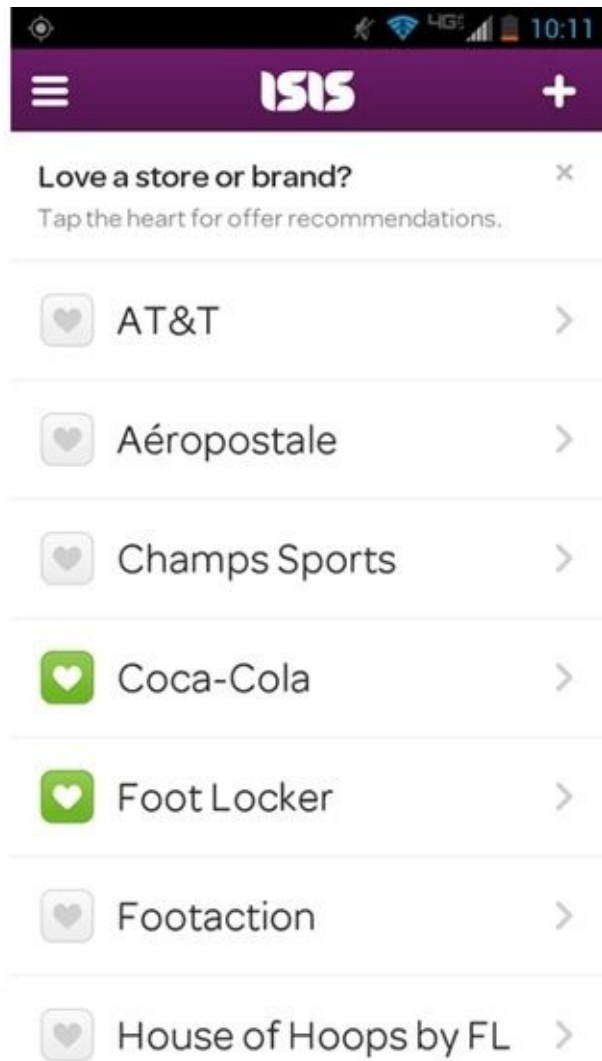 4G 10:11
ISIS
Love a store or brand?
Tap the heart for offer recommendations.
AT&T
Aéropostale
Champs Sports
Coca-Cola
Foot Locker
Footaction
House of Hoops by FL